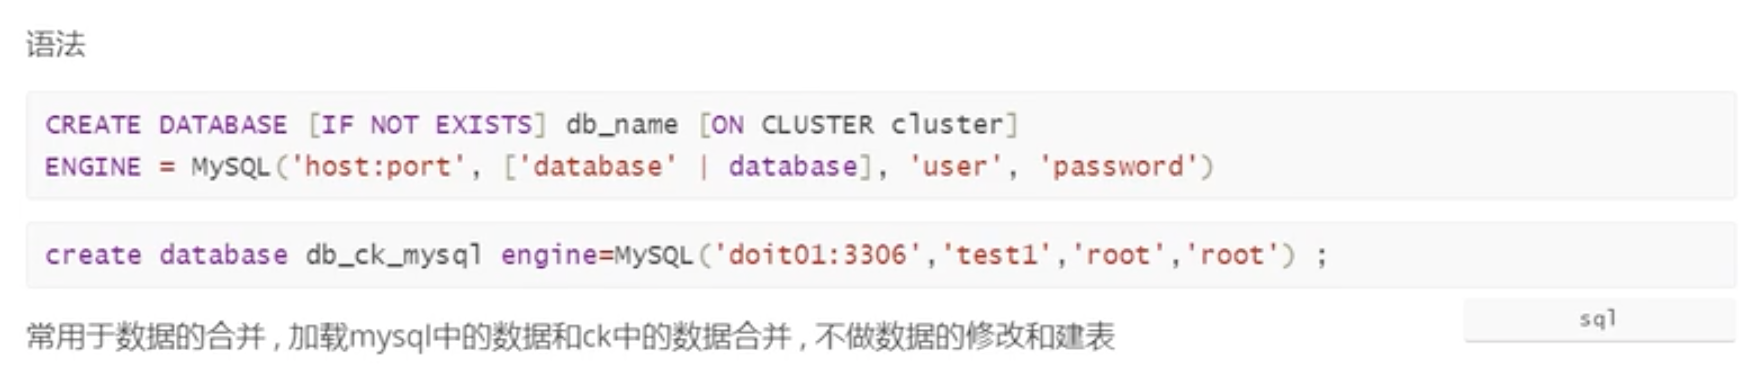 语法
CREATE DATABASE [IF NOT EXISTS] db_name [ON CLUSTER cluster]
ENGINE = MySQL('host:port', ['database' | database], 'user', 'password')
create database db_ck_mysql engine=MySQL('doit01:3306','test1','root','root') ;
sql
常用于数据的合并 , 加载mysql中的数据和ck中的数据合并 , 不做数据的修改和建表